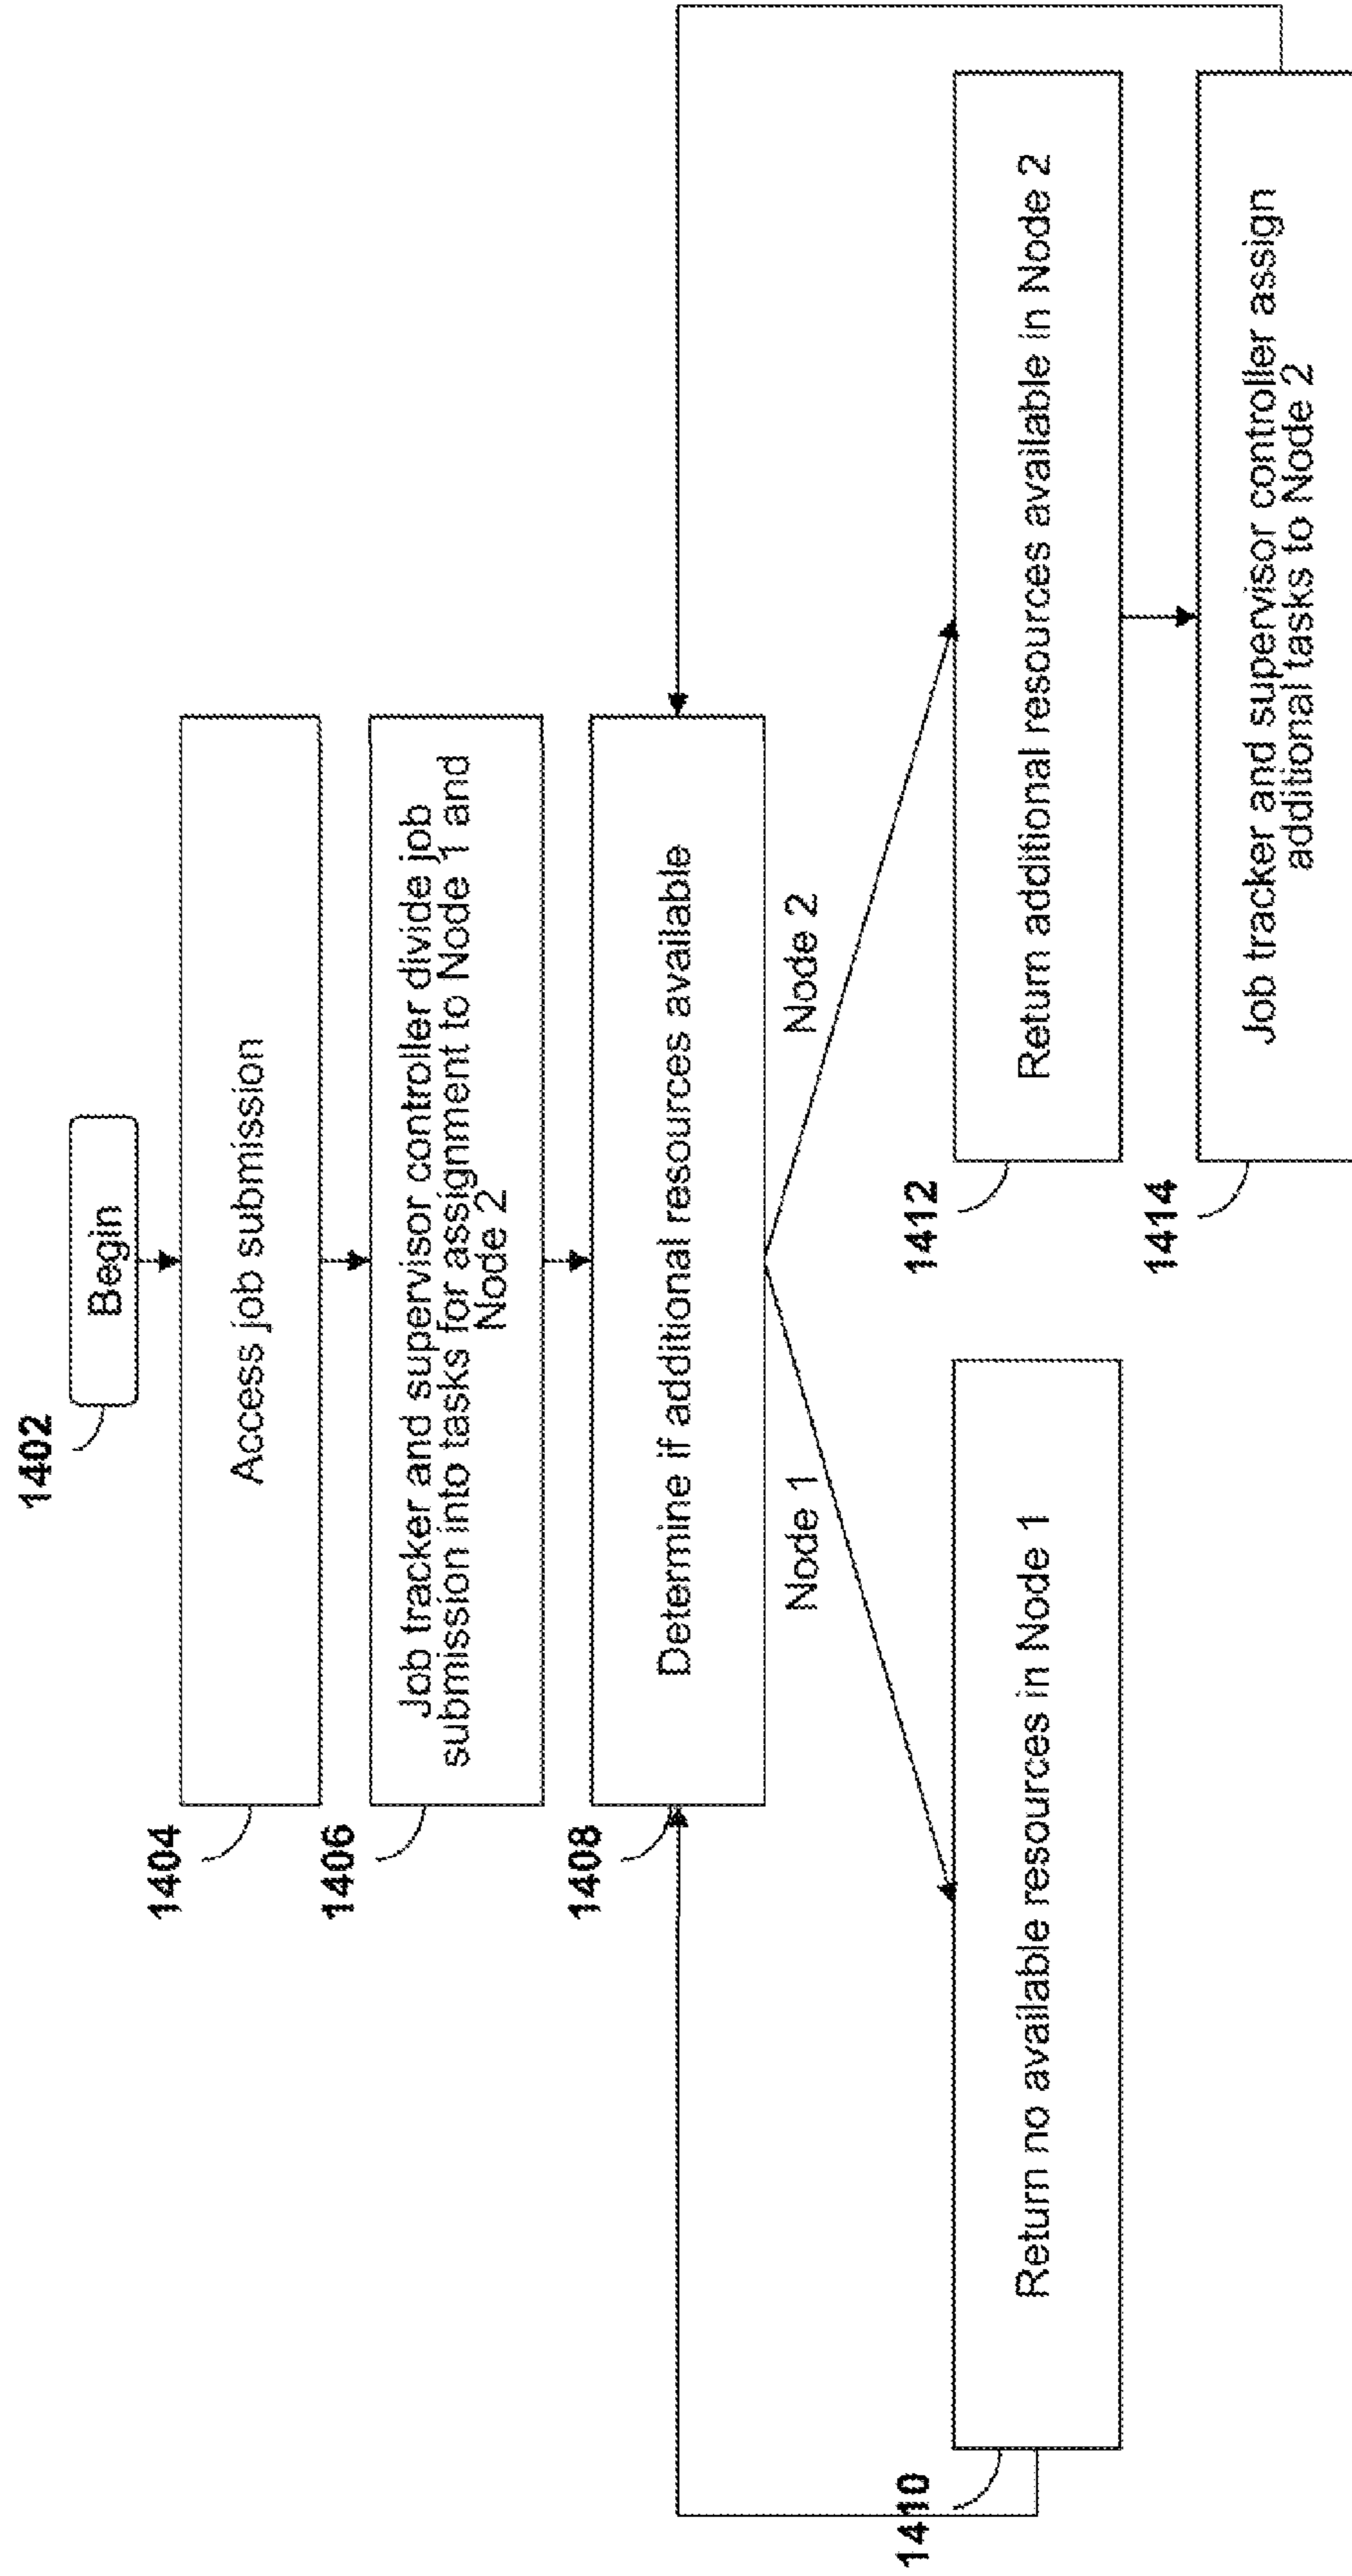 1402
Begin
1404
Access job submission
1406
Job tracker and supervisor controller divide job
submission into tasks for assignment to Node 1 and
Node 2
1408
Determine if additional resources available
Node 1
Node 2
1410
Return no available resources in Node 1
1412
Return additional resources available in Node 2
1414
Job tracker and supervisor controller assign
additional tasks to Node 2